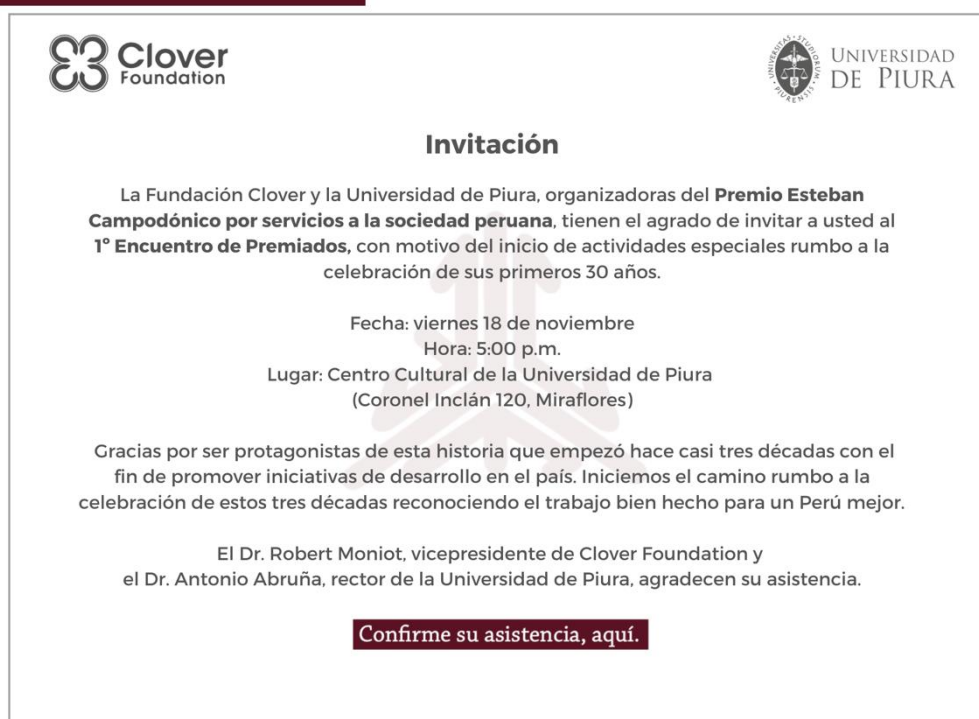 Clover
Foundation
UNIVERSITAS STUDIORUM PIURENSIS
UNIVERSIDAD
DE PIURA
Invitación
La Fundación Clover y la Universidad de Piura, organizadoras del Premio Esteban
Campodónico por servicios a la sociedad peruana, tienen el agrado de invitar a usted al
1º Encuentro de Premiados, con motivo del inicio de actividades especiales rumbo a la
celebración de sus primeros 30 años.
Fecha: viernes 18 de noviembre
Hora: 5:00 p.m.
Lugar: Centro Cultural de la Universidad de Piura
(Coronel Inclán 120, Miraflores)
Gracias por ser protagonistas de esta historia que empezó hace casi tres décadas con el
fin de promover iniciativas de desarrollo en el país. Iniciemos el camino rumbo a la
celebración de estos tres décadas reconociendo el trabajo bien hecho para un Perú mejor.
El Dr. Robert Moniot, vicepresidente de Clover Foundation y
el Dr. Antonio Abruña, rector de la Universidad de Piura, agradecen su asistencia.
Confirme su asistencia, aquí.